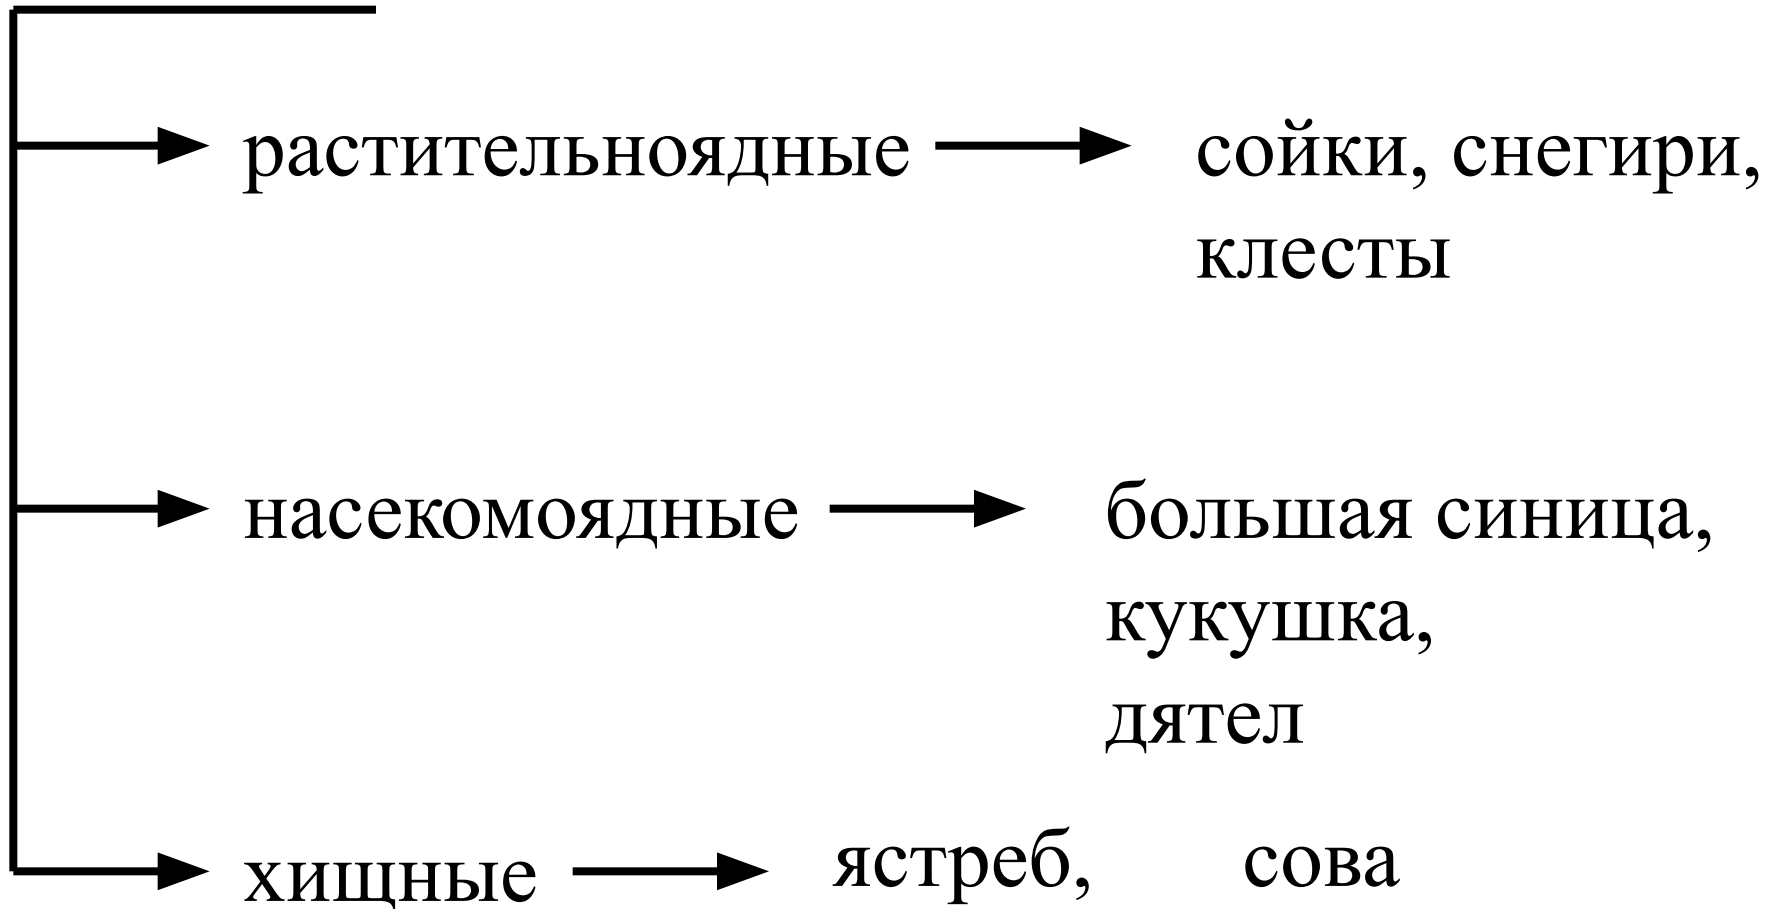 растительноядные сойки, снегири,
клесты
насекомоядные большая синица,
кукушка,
дятел
хищные ястреб, сова